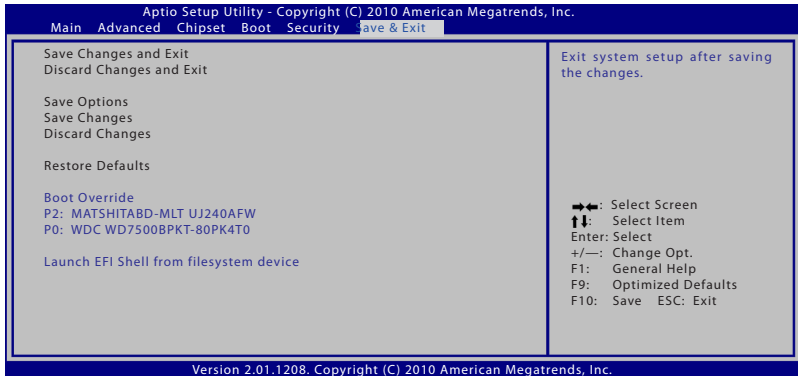 Aptio Setup Utility - Copyright (C) 2010 American Megatrends, Inc.
Main Advanced Chipset Boot Security Save & Exit
Save Changes and Exit
Discard Changes and Exit
Save Options
Save Changes
Discard Changes
Restore Defaults
Boot Override
P2: MATSHITABD-MLT UJ240AFW
P0: WDC WD7500BPKT-80PK4T0
Launch EFI Shell from filesystem device
Exit system setup after saving
the changes.
→←: Select Screen
↑↓: Select Item
Enter: Select
+/—: Change Opt.
F1: General Help
F9: Optimized Defaults
F10: Save ESC: Exit
Version 2.01.1208. Copyright (C) 2010 American Megatrends, Inc.